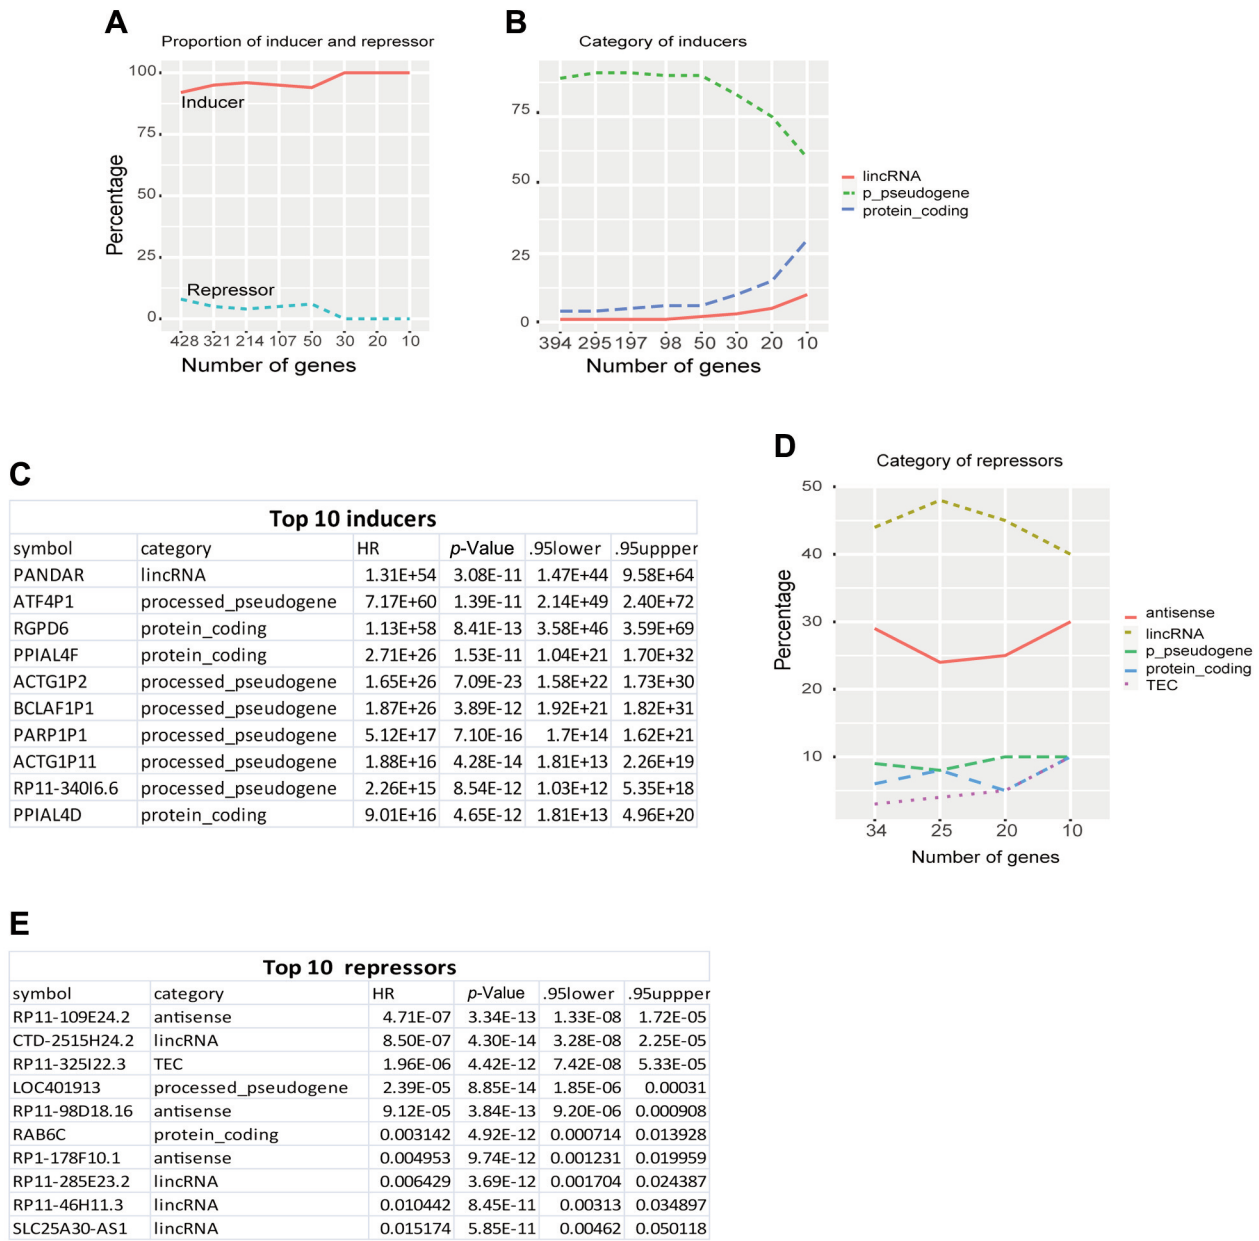 A
Proportion of inducer and repressor
Percentage
100
75
50
25
0
Inducer
Repressor
428 321 214 107 50 30 20 10
Number of genes
B
Category of inducers
75
50
25
0
394 295 197 98 50 30 20 10
Number of genes
lincRNA
p_pseudogene
protein_coding
C
Top 10 inducers
symbol category HR p-Value .95lower .95uppper
PANDAR lincRNA 1.31E+54 3.08E-11 1.47E+44 9.58E+64
ATF4P1 processed_pseudogene 7.17E+60 1.39E-11 2.14E+49 2.40E+72
RGPD6 protein_coding 1.13E+58 8.41E-13 3.58E+46 3.59E+69
PPIAL4F protein_coding 2.71E+26 1.53E-11 1.04E+21 1.70E+32
ACTG1P2 processed_pseudogene 1.65E+26 7.09E-23 1.58E+22 1.73E+30
BCLAF1P1 processed_pseudogene 1.87E+26 3.89E-12 1.92E+21 1.82E+31
PARP1P1 processed_pseudogene 5.12E+17 7.10E-16 1.7E+14 1.62E+21
ACTG1P11 processed_pseudogene 1.88E+16 4.28E-14 1.81E+13 2.26E+19
RP11-340I6.6 processed_pseudogene 2.26E+15 8.54E-12 1.03E+12 5.35E+18
PPIAL4D protein_coding 9.01E+16 4.65E-12 1.81E+13 4.96E+20
D
Category of repressors
Percentage
50
40
30
20
10
34 25 20 10
Number of genes
antisense
lincRNA
p_pseudogene
protein_coding
TEC
E
Top 10 repressors
symbol category HR p-Value .95lower .95uppper
RP11-109E24.2 antisense 4.71E-07 3.34E-13 1.33E-08 1.72E-05
CTD-2515H24.2 lincRNA 8.50E-07 4.30E-14 3.28E-08 2.25E-05
RP11-325I22.3 TEC 1.96E-06 4.42E-12 7.42E-08 5.33E-05
LOC401913 processed_pseudogene 2.39E-05 8.85E-14 1.85E-06 0.00031
RP11-98D18.16 antisense 9.12E-05 3.84E-13 9.20E-06 0.000908
RAB6C protein_coding 0.003142 4.92E-12 0.000714 0.013928
RP1-178F10.1 antisense 0.004953 9.74E-12 0.001231 0.019959
RP11-285E23.2 lincRNA 0.006429 3.69E-12 0.001704 0.024387
RP11-46H11.3 lincRNA 0.010442 8.45E-11 0.00313 0.034897
SLC25A30-AS1 lincRNA 0.015174 5.85E-11 0.00462 0.050118